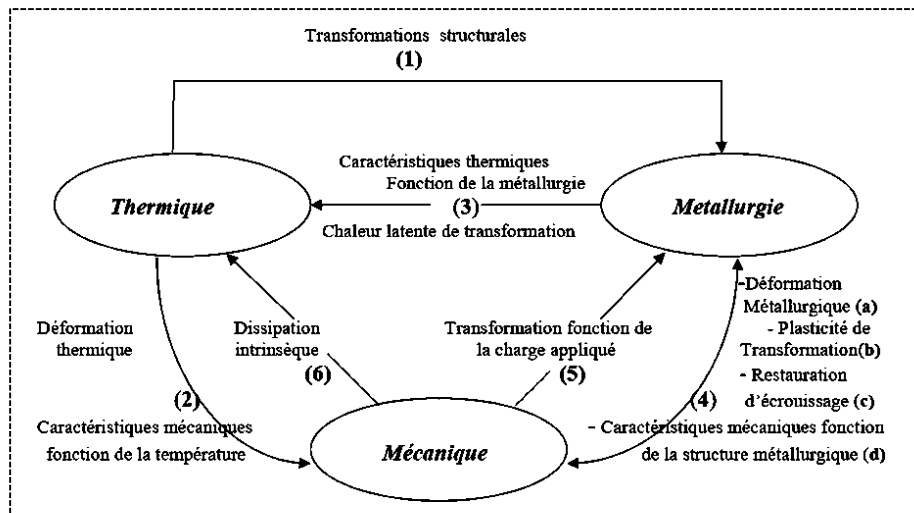 Transformations structurales
(1)
Caractéristiques thermiques
Fonction de la métallurgie
Thermique
(3)
Metallurgie
Chaleur latente de transformation
-Déformation
Métallurgique (a)
Déformation
thermique
Dissipation
intrinsèque
Transformation fonction de
la charge appliqué
- Plasticité de
Transformation(b)
(6)
(5)
- Restauration
d'écrouissage (c)
(2)
(4)
Caractéristiques mécaniques
fonction de la température
Mécanique
- Caractéristiques mécaniques fonction
de la structure métallurgique (d)